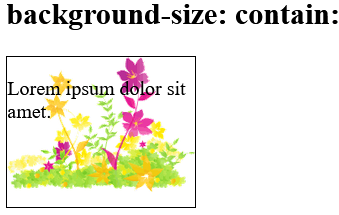 background-size: contain:
Lorem ipsum dolor sit
amet.